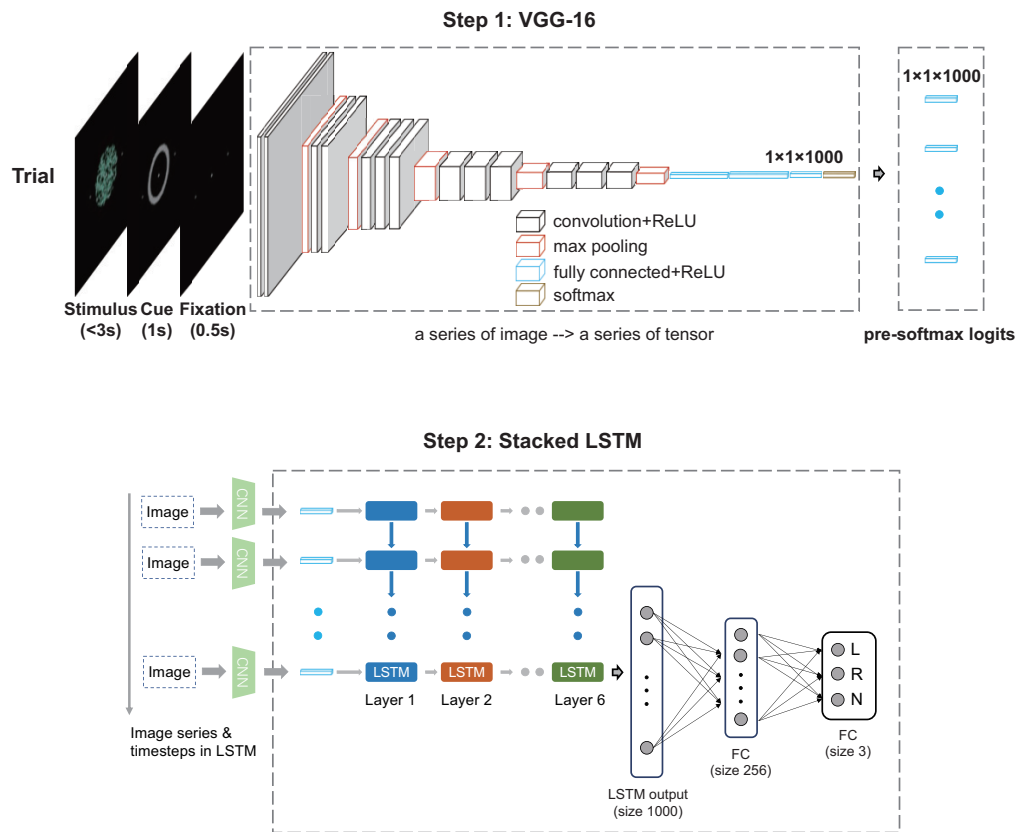 Step 1: VGG-16
1×1×1000
1×1×1000
Trial
convolution+ReLU
max pooling
fully connected+ReLU
softmax
Stimulus Cue Fixation
(<3s) (1s) (0.5s)
a series of image --> a series of tensor
pre-softmax logits
Step 2: Stacked LSTM
Image
CNN
Image
CNN
Image
CNN
LSTM
LSTM
LSTM
Layer 1
Layer 2
Layer 6
L
R
N
Image series &
timesteps in LSTM
FC
(size 3)
FC
(size 256)
LSTM output
(size 1000)